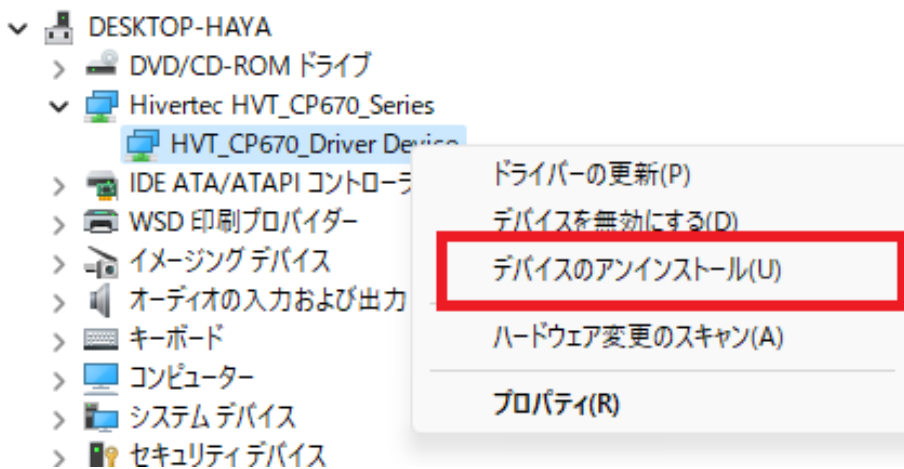 DESKTOP-HAYA
DVD/CD-ROM ドライブ
Hivertec HVT_CP670_Series
HVT_CP670_Driver Device
IDE ATA/ATAPI コントローラ
WSD 印刷プロバイダー
イメージング デバイス
オーディオの入力および出力
キーボード
コンピューター
システム デバイス
セキュリティ デバイス
ドライバーの更新(P)
デバイスを無効にする(D)
デバイスのアンインストール(U)
ハードウェア変更のスキャン(A)
プロパティ(R)